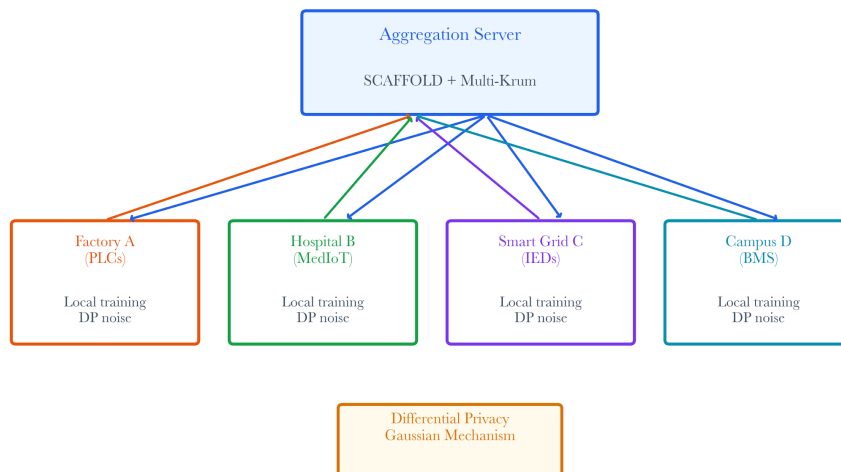 Aggregation Server
SCAFFOLD + Multi-Krum
Factory A
(PLCs)
Local training
DP noise
Hospital B
(MedIoT)
Local training
DP noise
Smart Grid C
(IEDs)
Local training
DP noise
Campus D
(BMS)
Local training
DP noise
Differential Privacy
Gaussian Mechanism